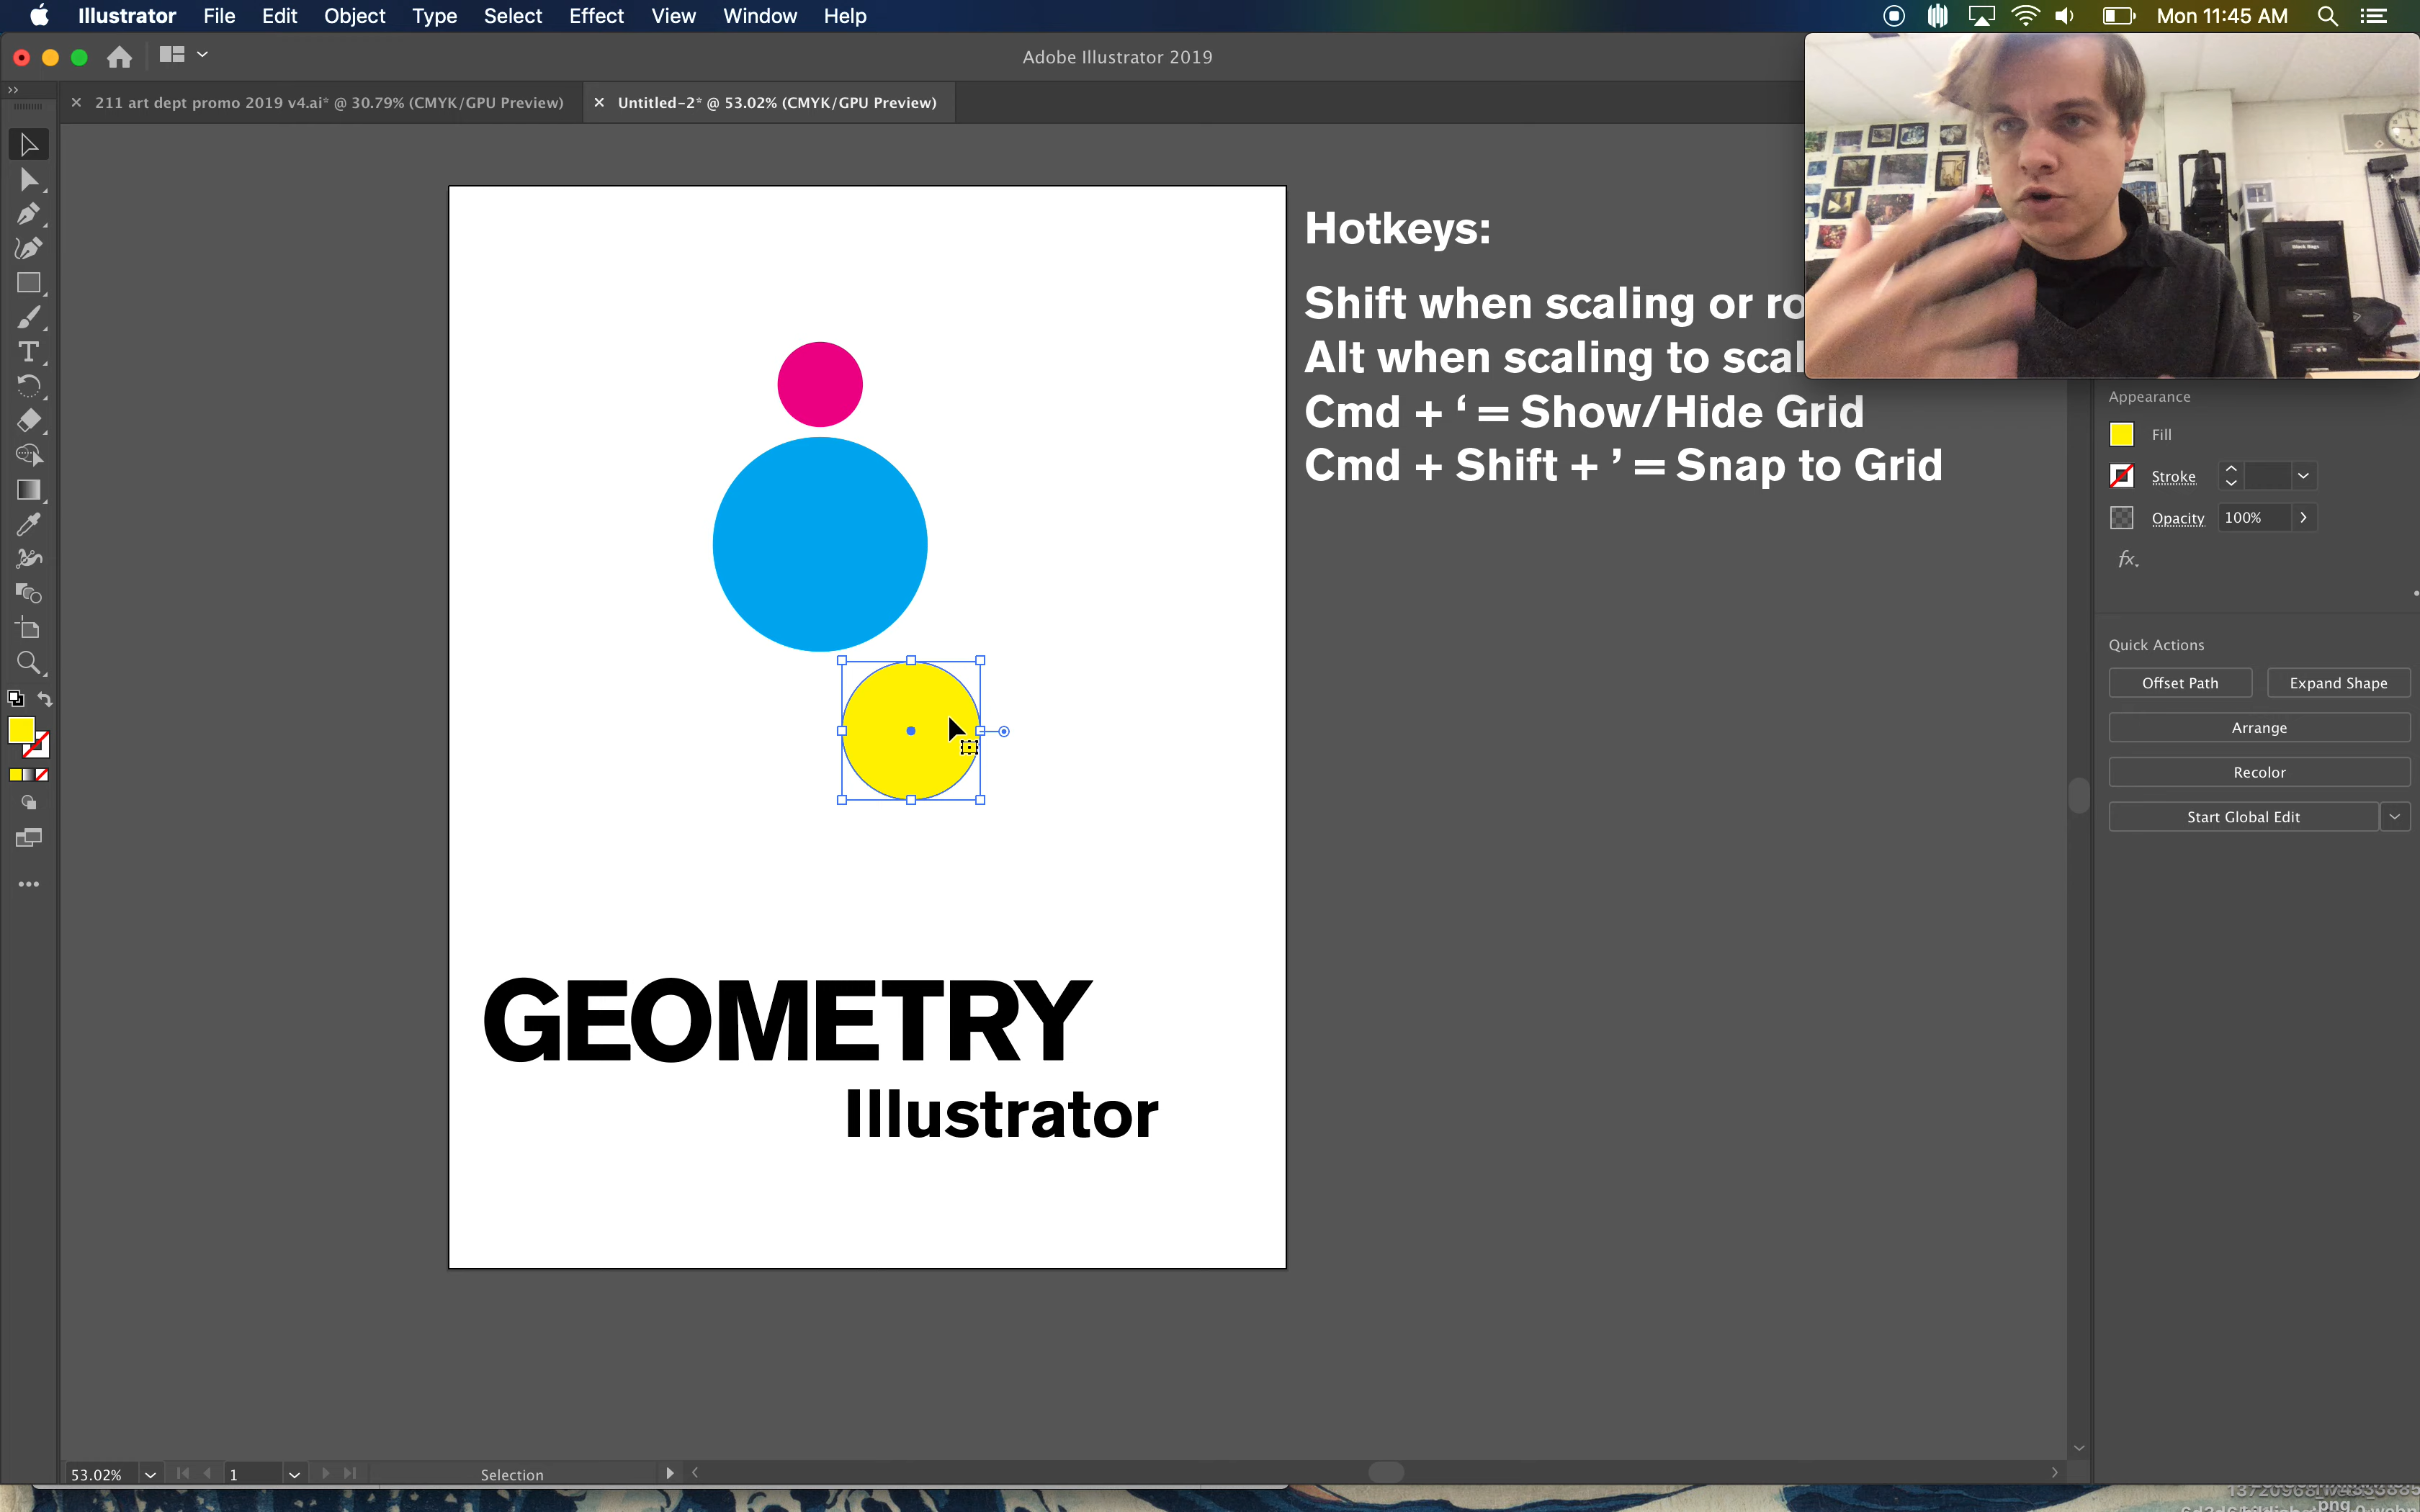 Illustrator File Edit Object Type Select Effect View Window Help
Mon 11:45 AM
Adobe Illustrator 2019
211 art dept promo 2019 v4.ai* @ 30.79% (CMYK/GPU Preview)
Untitled-2* @ 53.02% (CMYK/GPU Preview)
Hotkeys:
Shift when scaling or ro
Alt when scaling to scal
Cmd + ‘ = Show/Hide Grid
Cmd + Shift + ’ = Snap to Grid
GEOMETRY
Illustrator
Appearance
Fill
Stroke
Opacity 100%
fx.
Quick Actions
Offset Path Expand Shape
Arrange
Recolor
Start Global Edit
53.02% 1 Selection